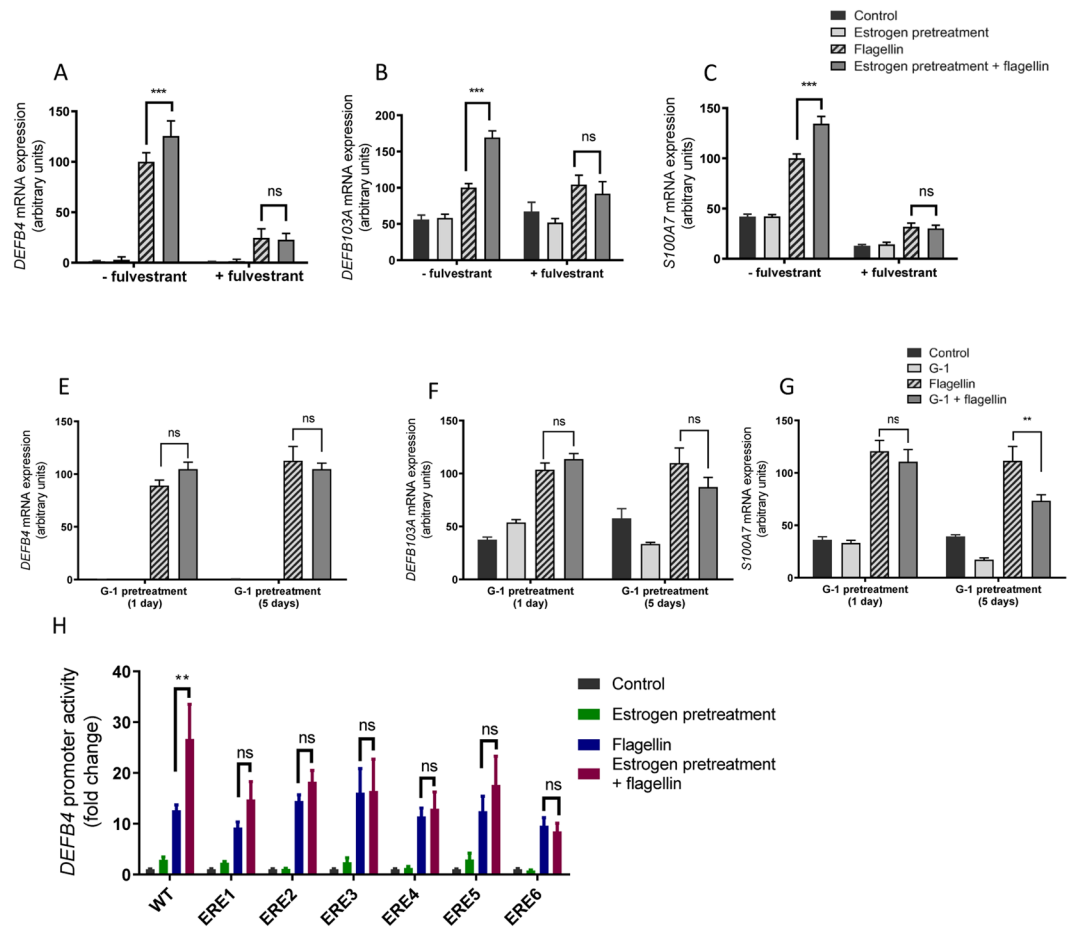 Control
Estrogen pretreatment
Flagellin
Estrogen pretreatment + flagellin
A
DEFB4 mRNA expression
(arbitrary units)
150
100
50
0
***
ns
- fulvestrant
+ fulvestrant
B
DEFB103A mRNA expression
(arbitrary units)
200
150
100
50
0
***
ns
- fulvestrant
+ fulvestrant
C
S100A7 mRNA expression
(arbitrary units)
150
100
50
0
***
ns
- fulvestrant
+ fulvestrant
Control
G-1
Flagellin
G-1 + flagellin
E
DEFB4 mRNA expression
(arbitrary units)
150
100
50
0
ns
ns
G-1 pretreatment
(1 day)
G-1 pretreatment
(5 days)
F
DEFB103A mRNA expression
(arbitrary units)
150
100
50
0
ns
ns
G-1 pretreatment
(1 day)
G-1 pretreatment
(5 days)
G
S100A7 mRNA expression
(arbitrary units)
150
100
50
0
ns
**
G-1 pretreatment
(1 day)
G-1 pretreatment
(5 days)
H
DEFB4 promoter activity
(fold change)
40
30
20
10
0
**
ns
ns
ns
ns
ns
ns
WT
ERE1
ERE2
ERE3
ERE4
ERE5
ERE6
Control
Estrogen pretreatment
Flagellin
Estrogen pretreatment
+ flagellin